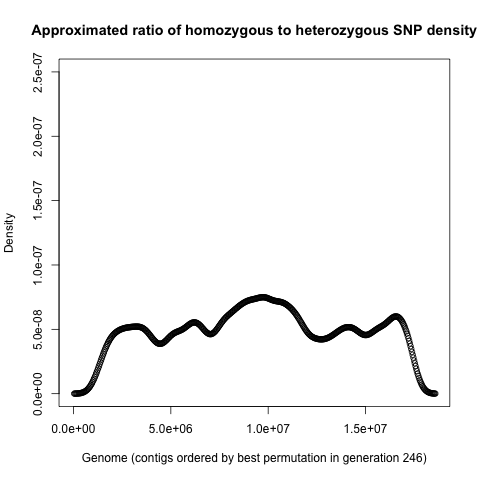 Approximated ratio of homozygous to heterozygous SNP density
2.5e-07
2.0e-07
1.5e-07
1.0e-07
5.0e-08
0.0e+00
Density
0.0e+00 5.0e+06 1.0e+07 1.5e+07
Genome (contigs ordered by best permutation in generation 246)